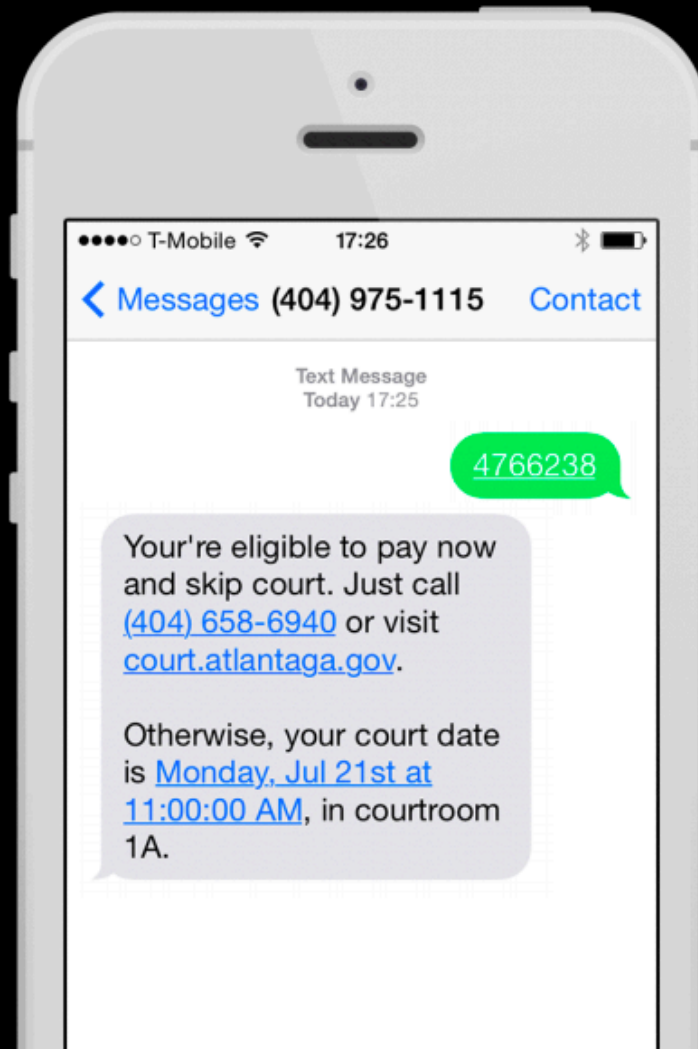 T-Mobile 17:26
Messages (404) 975-1115 Contact
Text Message
Today 17:25
4766238
Your're eligible to pay now
and skip court. Just call
(404) 658-6940 or visit
court.atlantaga.gov.
Otherwise, your court date
is Monday, Jul 21st at
11:00:00 AM, in courtroom
1A.